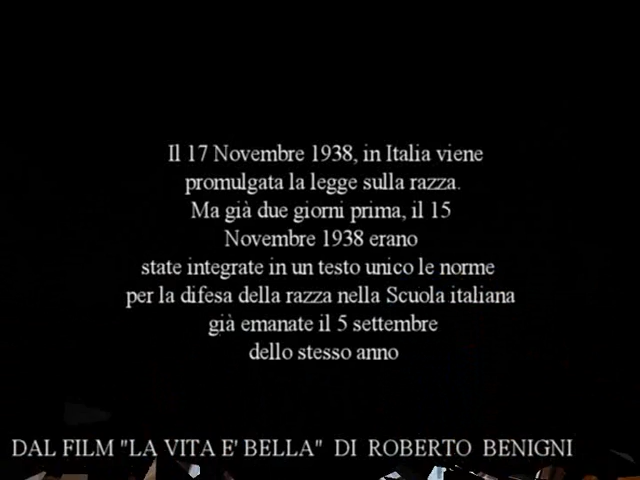 Il 17 Novembre 1938, in Italia viene
promulgata la legge sulla razza.
Ma già due giorni prima, il 15
Novembre 1938 erano
state integrate in un testo unico le norme
per la difesa della razza nella Scuola italiana
già emanate il 5 settembre
dello stesso anno
DAL FILM "LA VITA E' BELLA" DI ROBERTO BENIGNI